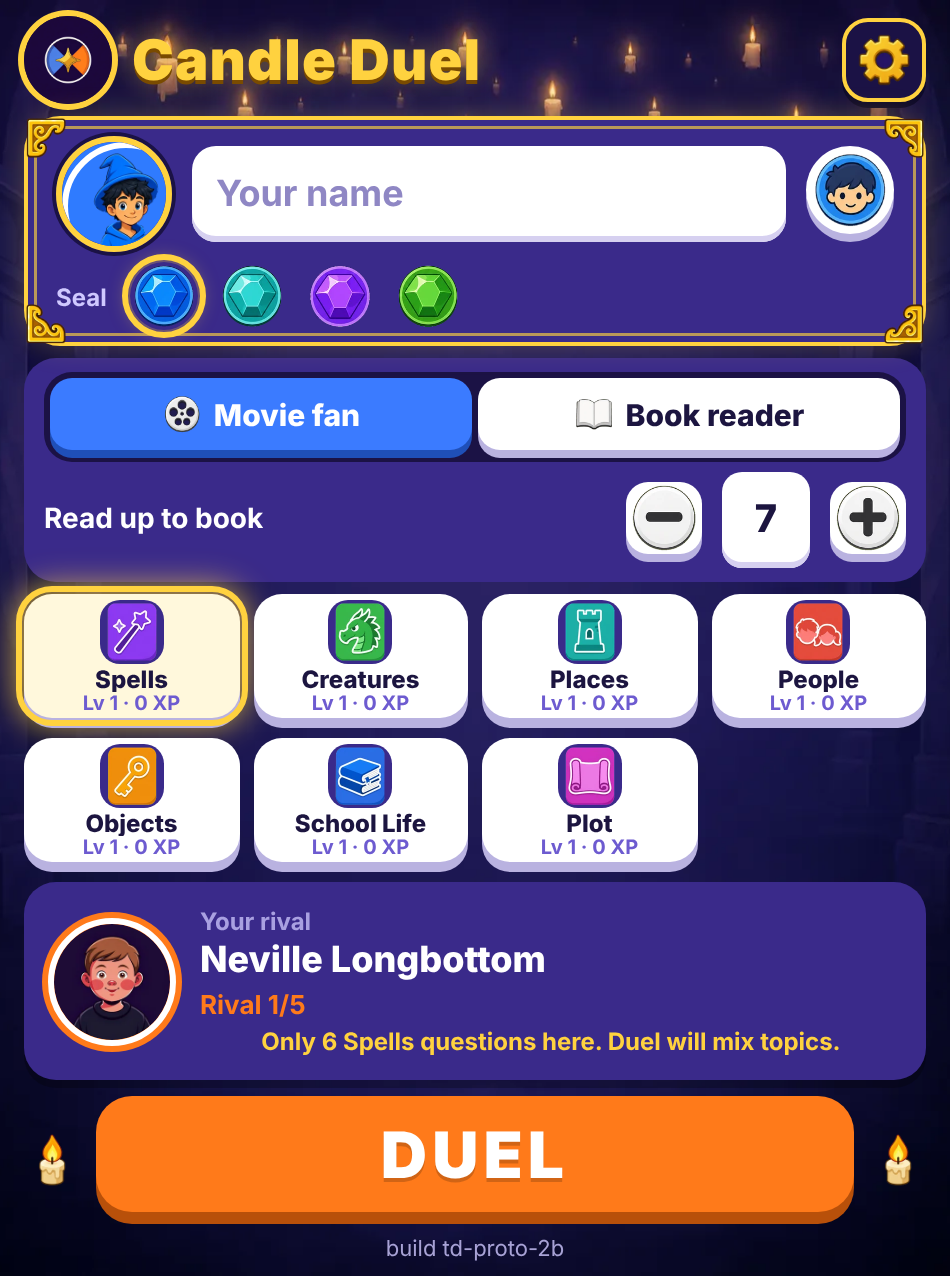 Candle Duel
Your name
Seal
Movie fan
Book reader
Read up to book
7
Spells
Lv 1 · 0 XP
Creatures
Lv 1 · 0 XP
Places
Lv 1 · 0 XP
People
Lv 1 · 0 XP
Objects
Lv 1 · 0 XP
School Life
Lv 1 · 0 XP
Plot
Lv 1 · 0 XP
Your rival
Neville Longbottom
Rival 1/5
Only 6 Spells questions here. Duel will mix topics.
DUEL
build td-proto-2b